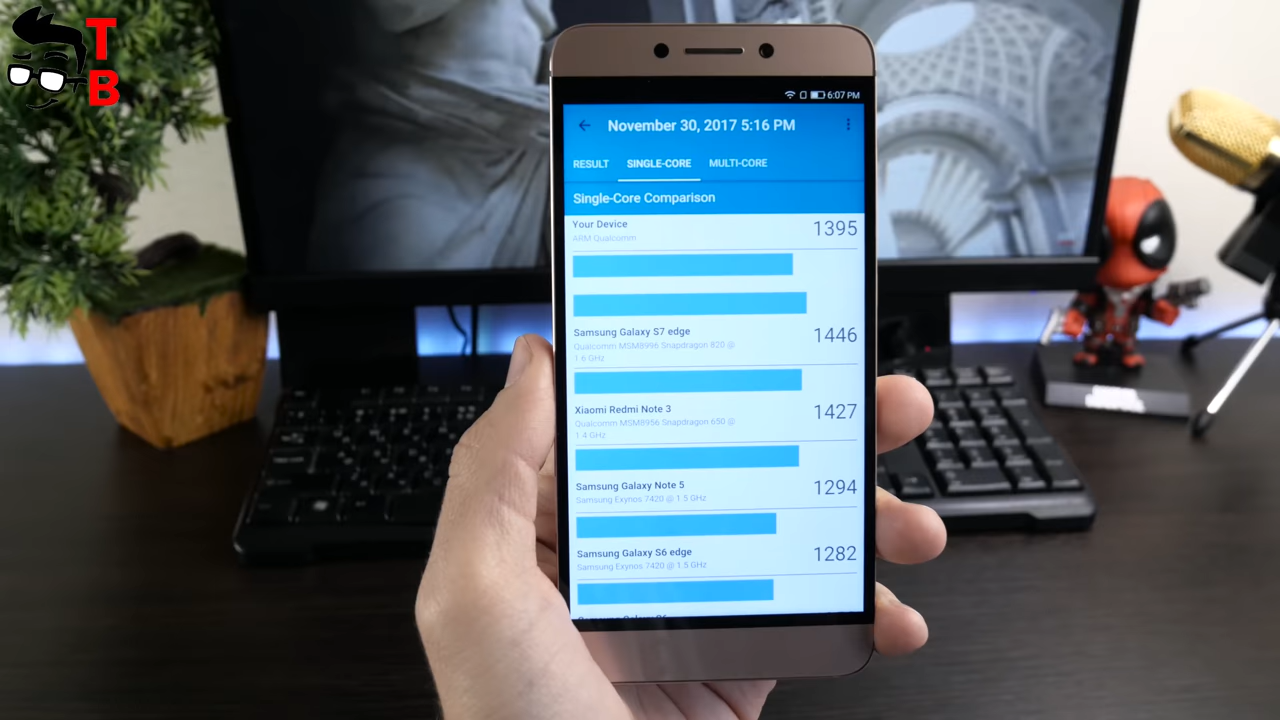 TB
6:07 PM
November 30, 2017 5:16 PM
RESULT SINGLE-CORE MULTI-CORE
Single-Core Comparison
Your Device 1395
ARM Qualcomm
Samsung Galaxy S7 edge 1446
Qualcomm MSM8996 Snapdragon 820 @
1.6 GHz
Xiaomi Redmi Note 3 1427
Qualcomm MSM8956 Snapdragon 650 @
1.4 GHz
Samsung Galaxy Note 5 1294
Samsung Exynos 7420 @ 1.5 GHz
Samsung Galaxy S6 edge 1282
Samsung Exynos 7420 @ 1.5 GHz